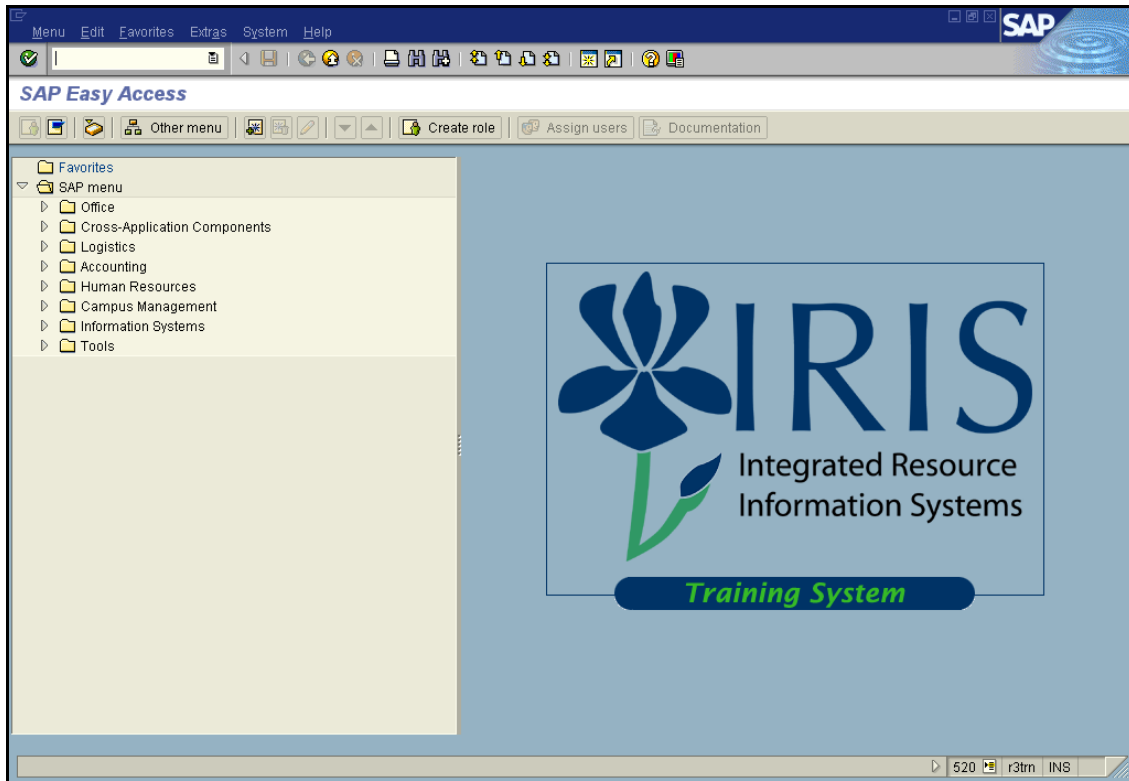 Menu Edit Favorites Extras System Help
SAP
SAP Easy Access
Other menu Create role Assign users Documentation
Favorites
SAP menu
Office
Cross-Application Components
Logistics
Accounting
Human Resources
Campus Management
Information Systems
Tools
IRIS
Integrated Resource
Information Systems
Training System
520 r3trn INS